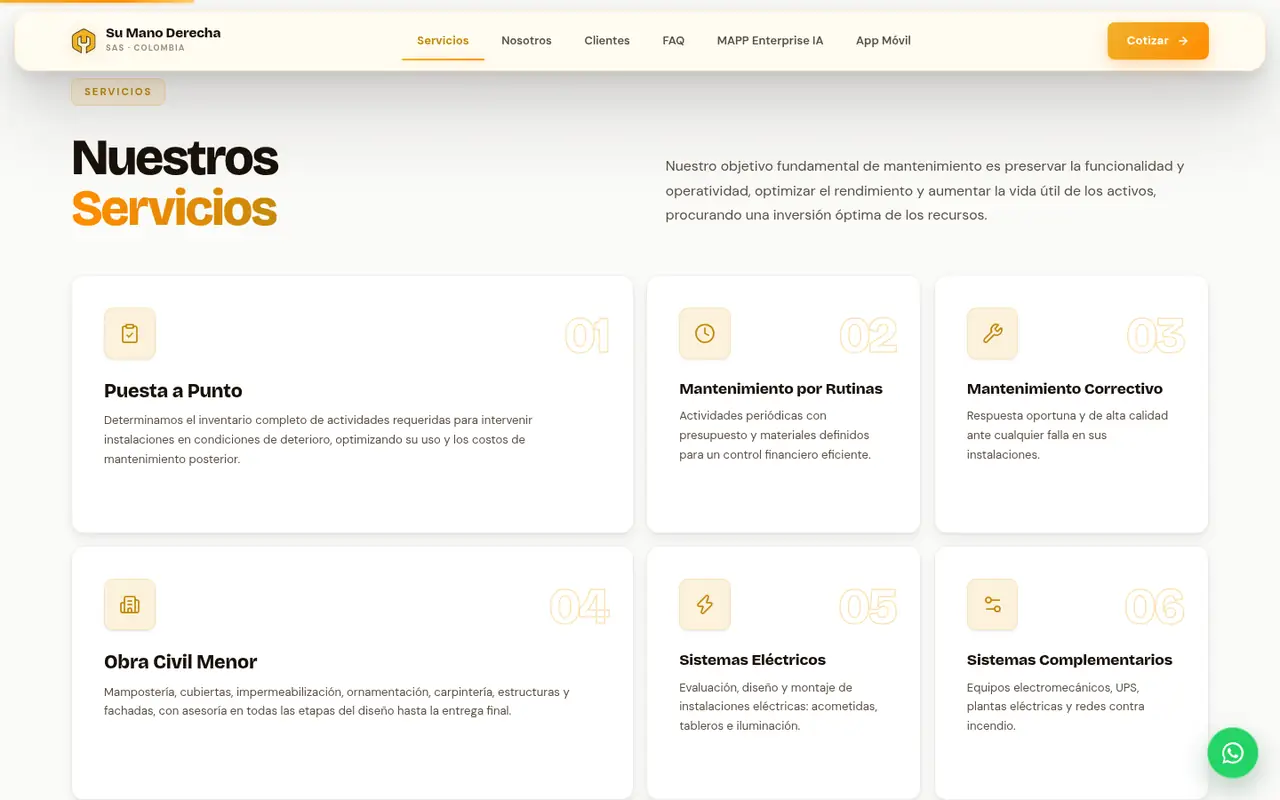 Su Mano Derecha
SAS · COLOMBIA
Servicios
Nosotros
Clientes
FAQ
MAPP Enterprise IA
App Móvil
Cotizar →
SERVICIOS
Nuestros
Servicios
Nuestro objetivo fundamental de mantenimiento es preservar la funcionalidad y
operatividad, optimizar el rendimiento y aumentar la vida útil de los activos,
procurando una inversión óptima de los recursos.
01
Puesta a Punto
Determinamos el inventario completo de actividades requeridas para intervenir
instalaciones en condiciones de deterioro, optimizando su uso y los costos de
mantenimiento posterior.
02
Mantenimiento por Rutinas
Actividades periódicas con
presupuesto y materiales definidos
para un control financiero eficiente.
03
Mantenimiento Correctivo
Respuesta oportuna y de alta calidad
ante cualquier falla en sus
instalaciones.
04
Obra Civil Menor
Mampostería, cubiertas, impermeabilización, ornamentación, carpintería, estructuras y
fachadas, con asesoría en todas las etapas del diseño hasta la entrega final.
05
Sistemas Eléctricos
Evaluación, diseño y montaje de
instalaciones eléctricas: acometidas,
tableros e iluminación.
06
Sistemas Complementarios
Equipos electromecánicos, UPS,
plantas eléctricas y redes contra
incendio.